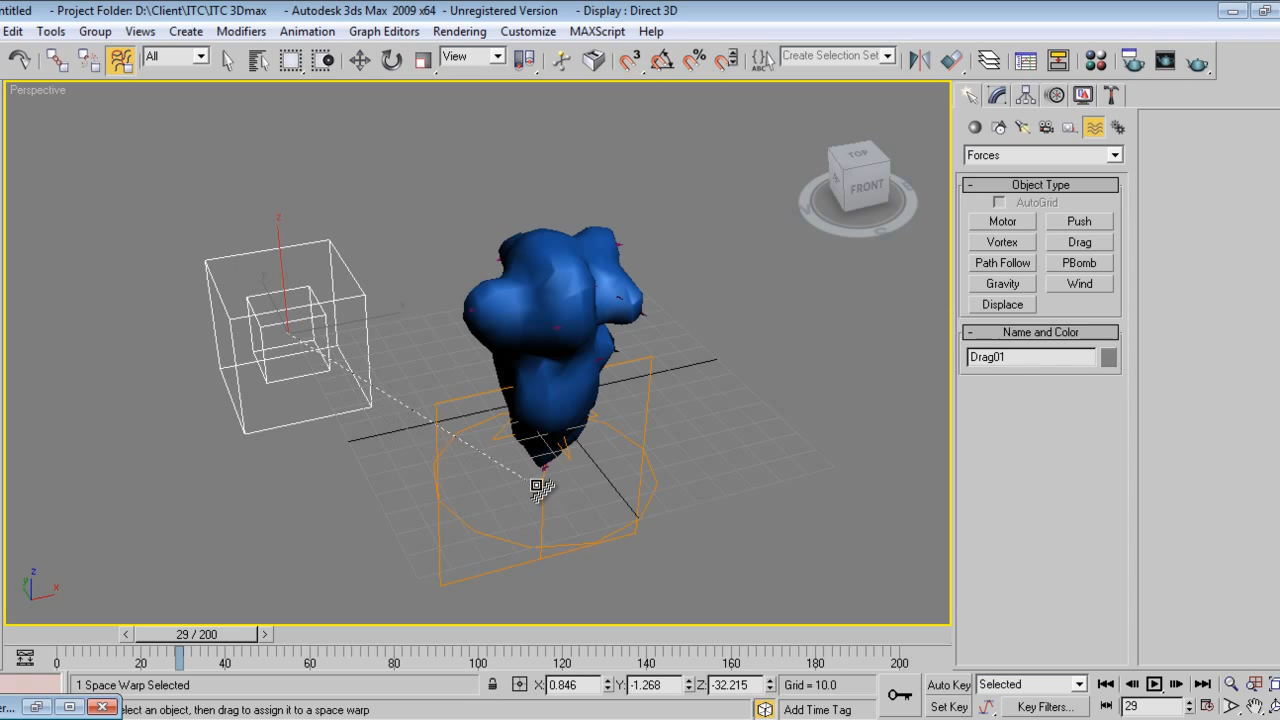 ntitled - Project Folder: D:\Client\ITC\ITC 3Dmax - Autodesk 3ds Max 2009 x64 - Unregistered Version - Display : Direct 3D
Edit Tools Group Views Create Modifiers Animation Graph Editors Rendering Customize MAXScript Help
All View 3 % ABC Create Selection Set
Perspective
TOP
FRONT
z
x
Forces
- Object Type
AutoGrid
Motor Push
Vortex Drag
Path Follow PBomb
Gravity Wind
Displace
- Name and Color
Drag01
z
y x
< 29 / 200 >
0 20 40 60 80 100 120 140 160 180 200
1 Space Warp Selected X: 0.846 Y: -1.268 Z: -32.215 Grid = 10.0 Auto Key Selected
er... lect an object, then drag to assign it to a space warp Add Time Tag Set Key Key Filters... 29